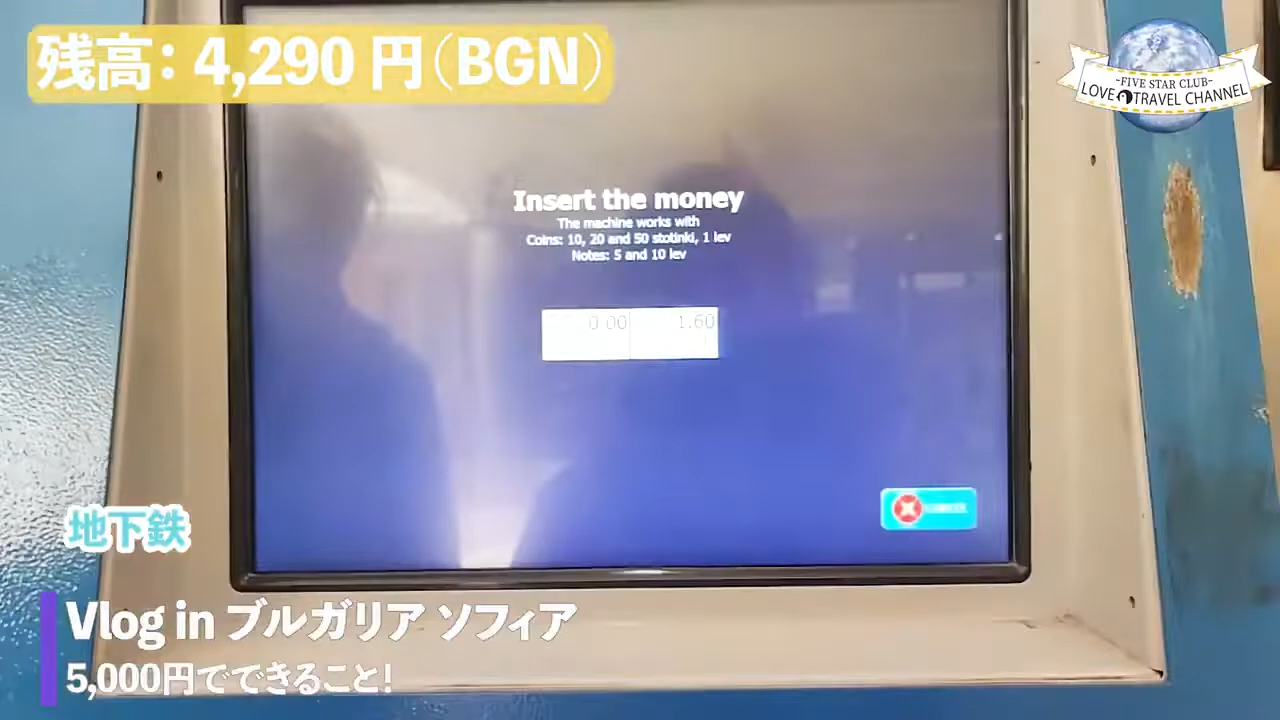 残高: 4,290 円(BGN)
-FIVE STAR CLUB-
LOVE TRAVEL CHANNEL
Insert the money
The machine works with
Coins: 10, 20 and 50 stotinki, 1 lev
Notes: 5 and 10 lev
0.00 1.60
地下鉄
Vlog in ブルガリア ソフィア
5,000円でできること!